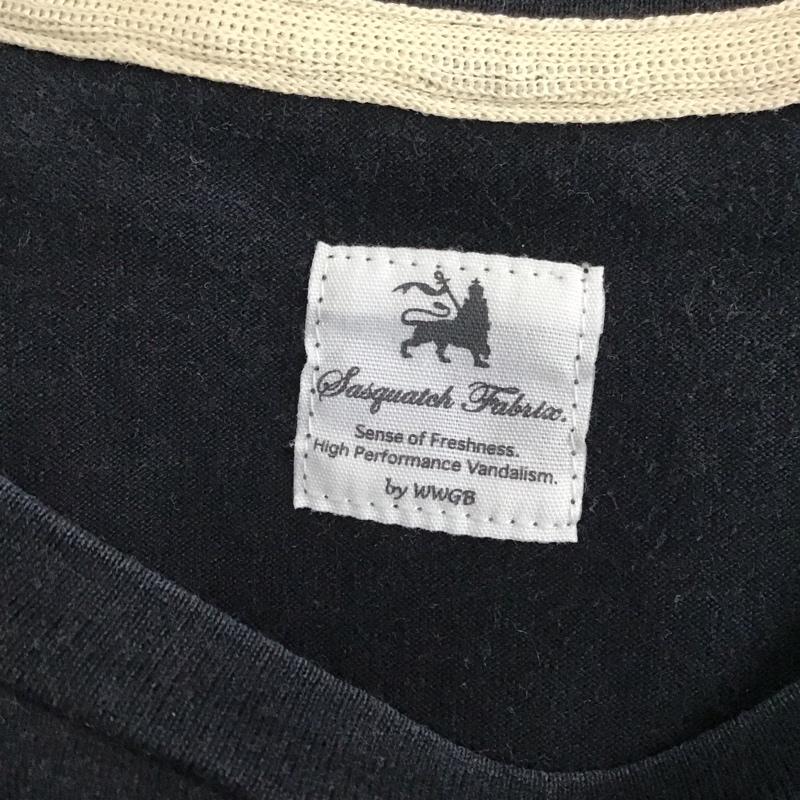 Sasquatch Fabrix.
Sense of Freshness.
High Performance Vandalism.
by WWGB